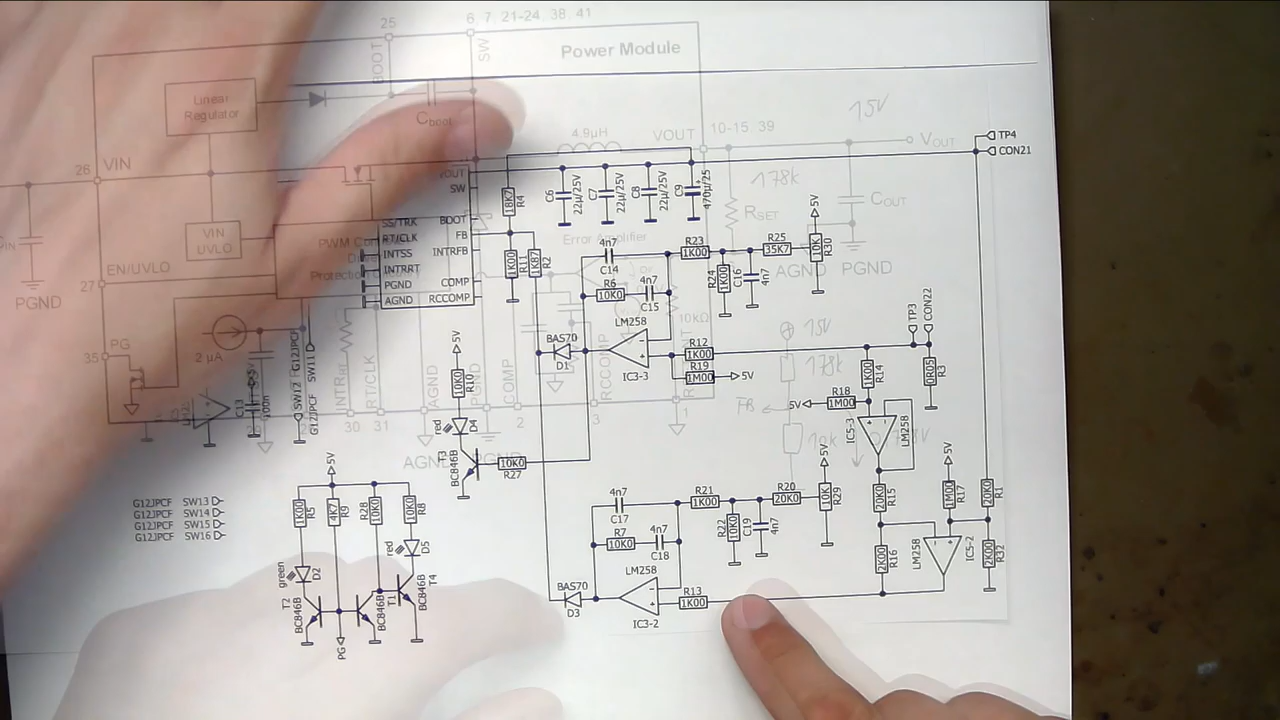 25
6, 7, 21-24, 38, 41
BOOT
SW
Power Module
Linear
Regulator
Cboot
15V
4.9µH
VOUT
10-15, 39
VOUT
TP4
CON21
26
VIN
VOUT
SW
18K7
R4
C6
22µ/25V
C7
22µ/25V
C8
22µ/25V
C9
470µ/25
178k
RSET
COUT
5V
VIN
UVLO
SS/TRK
RT/CLK
INTSS
INTRRT
PGND
AGND
BOOT
FB
INTRFB
COMP
RCCOMP
Error Amplifier
4n7
C14
R23
1K00
R25
35K7
10K
R30
1K00
R11
1K87
R2
R6
10K0
4n7
C15
R24
1K00
C16
4n7
AGND
PGND
EN/UVLO
27
PGND
10kΩ
TP3
CON22
PG
35
2 µA
G12JPCF
SW11
5V
10K0
R10
LM258
BAS70
D1
IC3-3
R12
1K00
R19
1M00
5V
15V
178k
1K00
R14
0R05
R3
C13
100n
SW12
G12JPCF
RT/CLK
AGND
PGND
COMP
RCCOMP
30
31
2
3
1
FB
10k
5V
R18
1M00
IC5-3
LM258
red
D4
T3
BC846B
10K0
R27
AGND
PGND
G12JPCF SW13
G12JPCF SW14
G12JPCF SW15
G12JPCF SW16
5V
1K00
R5
4K7
R9
R28
10K0
10K0
R8
4n7
C17
R21
1K00
R20
20K0
5V
10K
R29
R7
10K0
4n7
C18
R22
10K0
C19
4n7
20K0
R15
5V
1M00
R17
20K0
R1
red
D5
green
D2
T2
BC846B
BC846B
T1
BC846B
T4
PG
LM258
BAS70
D3
IC3-2
R13
1K00
2K00
R16
LM258
IC5-2
2K00
R32